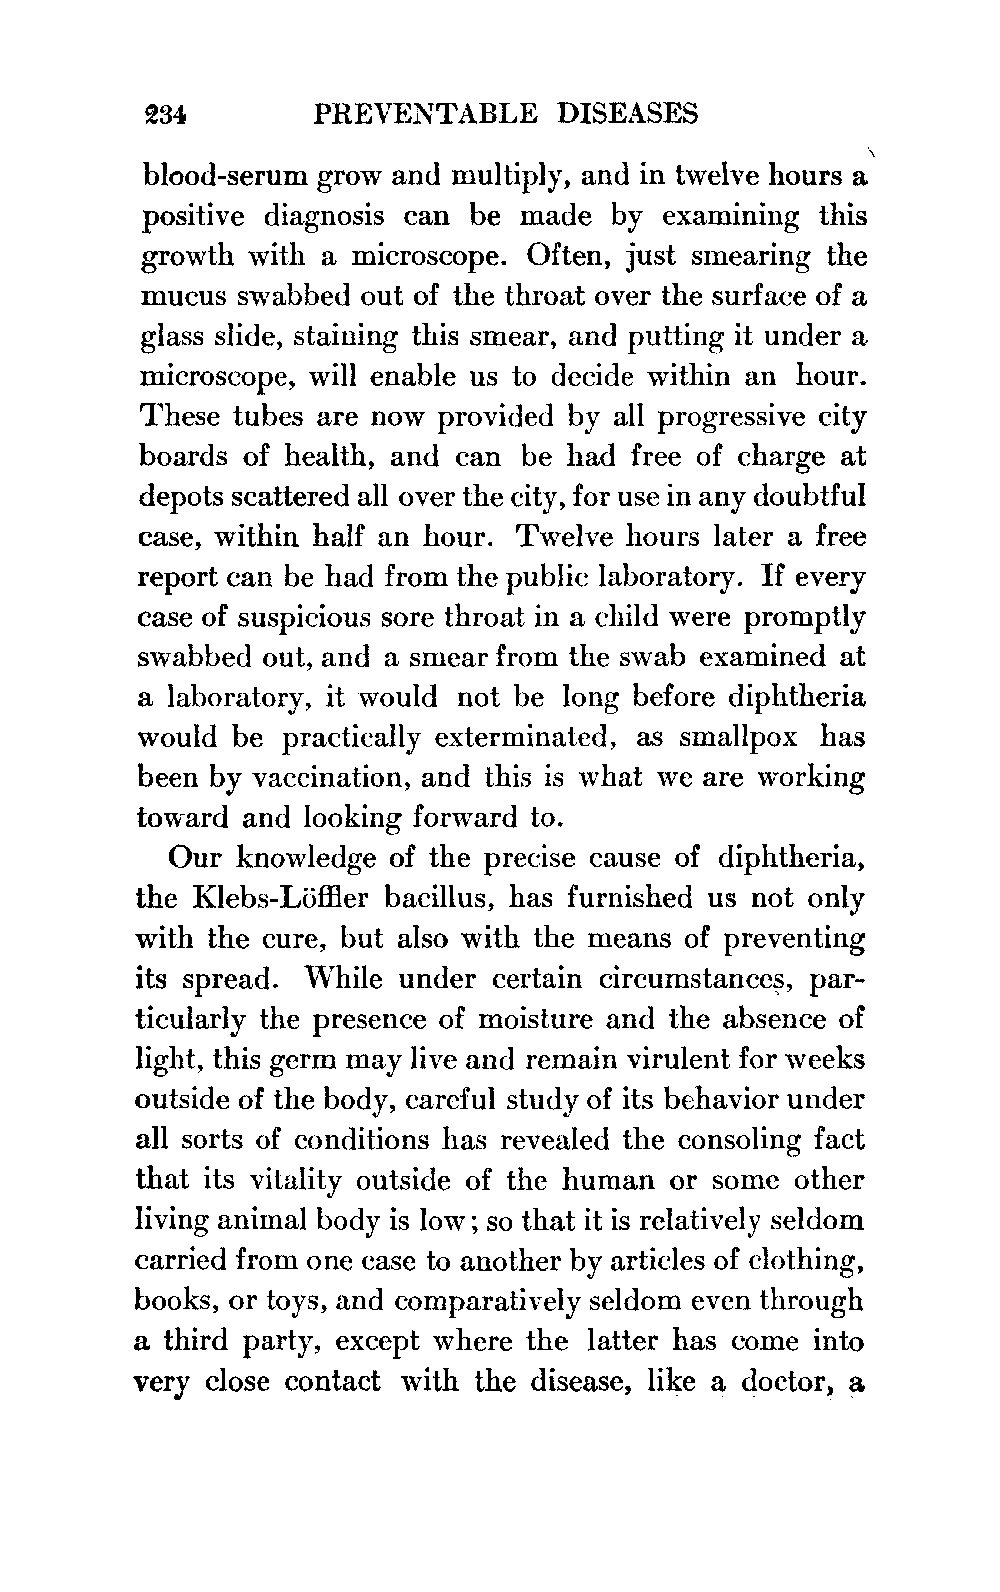 234 PREVENTABLE DISEASES
blood-serum grow and multiply, and in twelve hours a
positive diagnosis can be made by examining this
growth with a microscope. Often, just smearing the
mucus swabbed out of the throat over the surface of a
glass slide, staining this smear, and putting it under a
microscope, will enable us to decide within an hour.
These tubes are now provided by all progressive city
boards of health, and can be had free of charge at
depots scattered all over the city, for use in any doubtful
case, within half an hour. Twelve hours later a free
report can be had from the public laboratory. If every
case of suspicious sore throat in a child were promptly
swabbed out, and a smear from the swab examined at
a laboratory, it would not be long before diphtheria
would be practically exterminated, as smallpox has
been by vaccination, and this is what we are working
toward and looking forward to.
Our knowledge of the precise cause of diphtheria,
the Klebs-Löffler bacillus, has furnished us not only
with the cure, but also with the means of preventing
its spread. While under certain circumstances, par-
ticularly the presence of moisture and the absence of
light, this germ may live and remain virulent for weeks
outside of the body, careful study of its behavior under
all sorts of conditions has revealed the consoling fact
that its vitality outside of the human or some other
living animal body is low; so that it is relatively seldom
carried from one case to another by articles of clothing,
books, or toys, and comparatively seldom even through
a third party, except where the latter has come into
very close contact with the disease, like a doctor, a